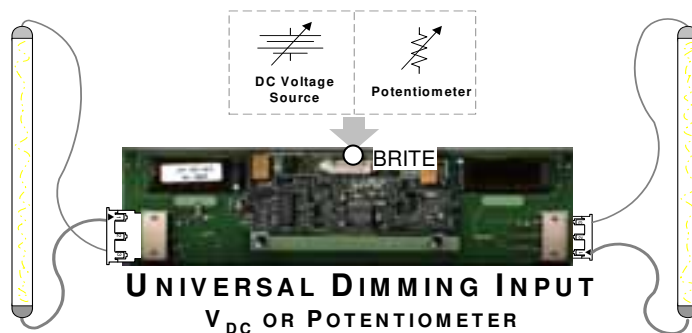 DC Voltage
Source
Potentiometer
BRITE
UNIVERSAL DIMMING INPUT
VDC OR POTENTIOMETER